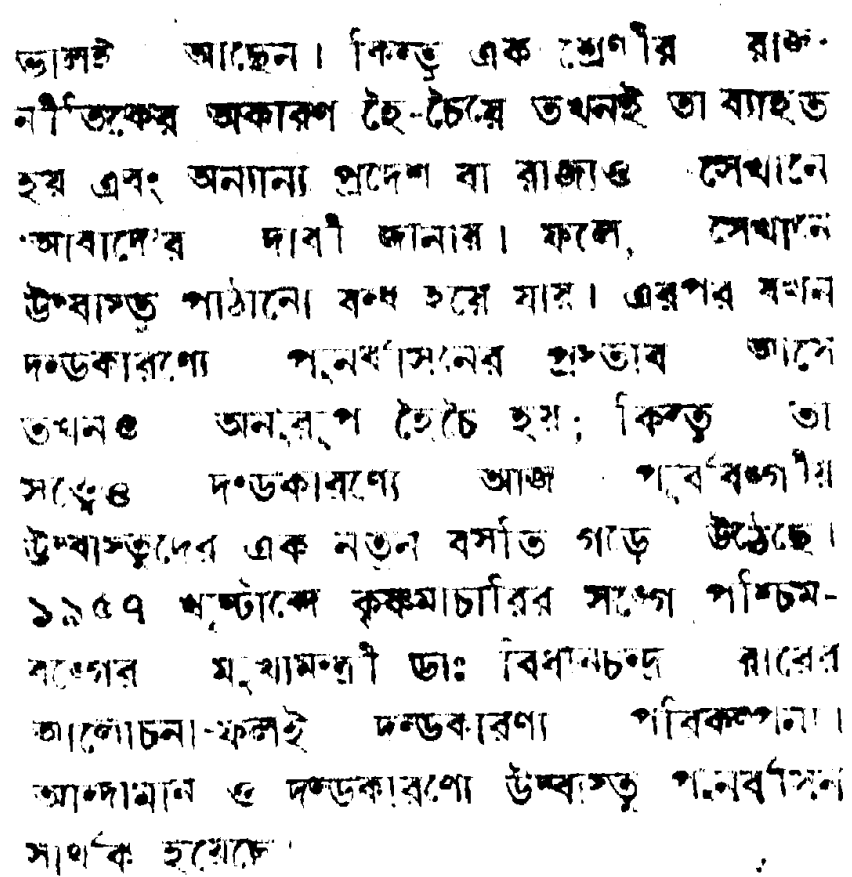 ভালই আছেন। কিন্তু এক শ্রেণীর রাজ-
নীতিকের অকারণ হৈ-চৈয়ে তখনই তা ব্যাহত
হয় এবং অন্যান্য প্রদেশ বা রাজ্যও সেখানে
আবাদের দাবী জানায়। ফলে, সেখানে
উদ্বাস্তু পাঠানো বন্ধ হয়ে যায়। এরপর যখন
দণ্ডকারণ্যে পুনর্বাসনের প্রস্তাব আসে
তখনও অনুরূপ হৈচৈ হয়; কিন্তু তা
সত্ত্বেও দণ্ডকারণ্যে আজ পূর্ববঙ্গীয়
উদ্বাস্তুদের এক নতুন বসতি গড়ে উঠেছে।
১৯৫৭ খৃষ্টাব্দে কৃষ্ণমাচারির সঙ্গে পশ্চিম-
বঙ্গের মুখ্যমন্ত্রী ডাঃ বিধানচন্দ্র রায়ের
আলোচনা-ফলই দন্ডকারণ্য পরিকল্পনা।
আন্দামান ও দন্ডকারণ্যে উদ্বাস্তু পুনর্বাসন
সার্থক হয়েছে।